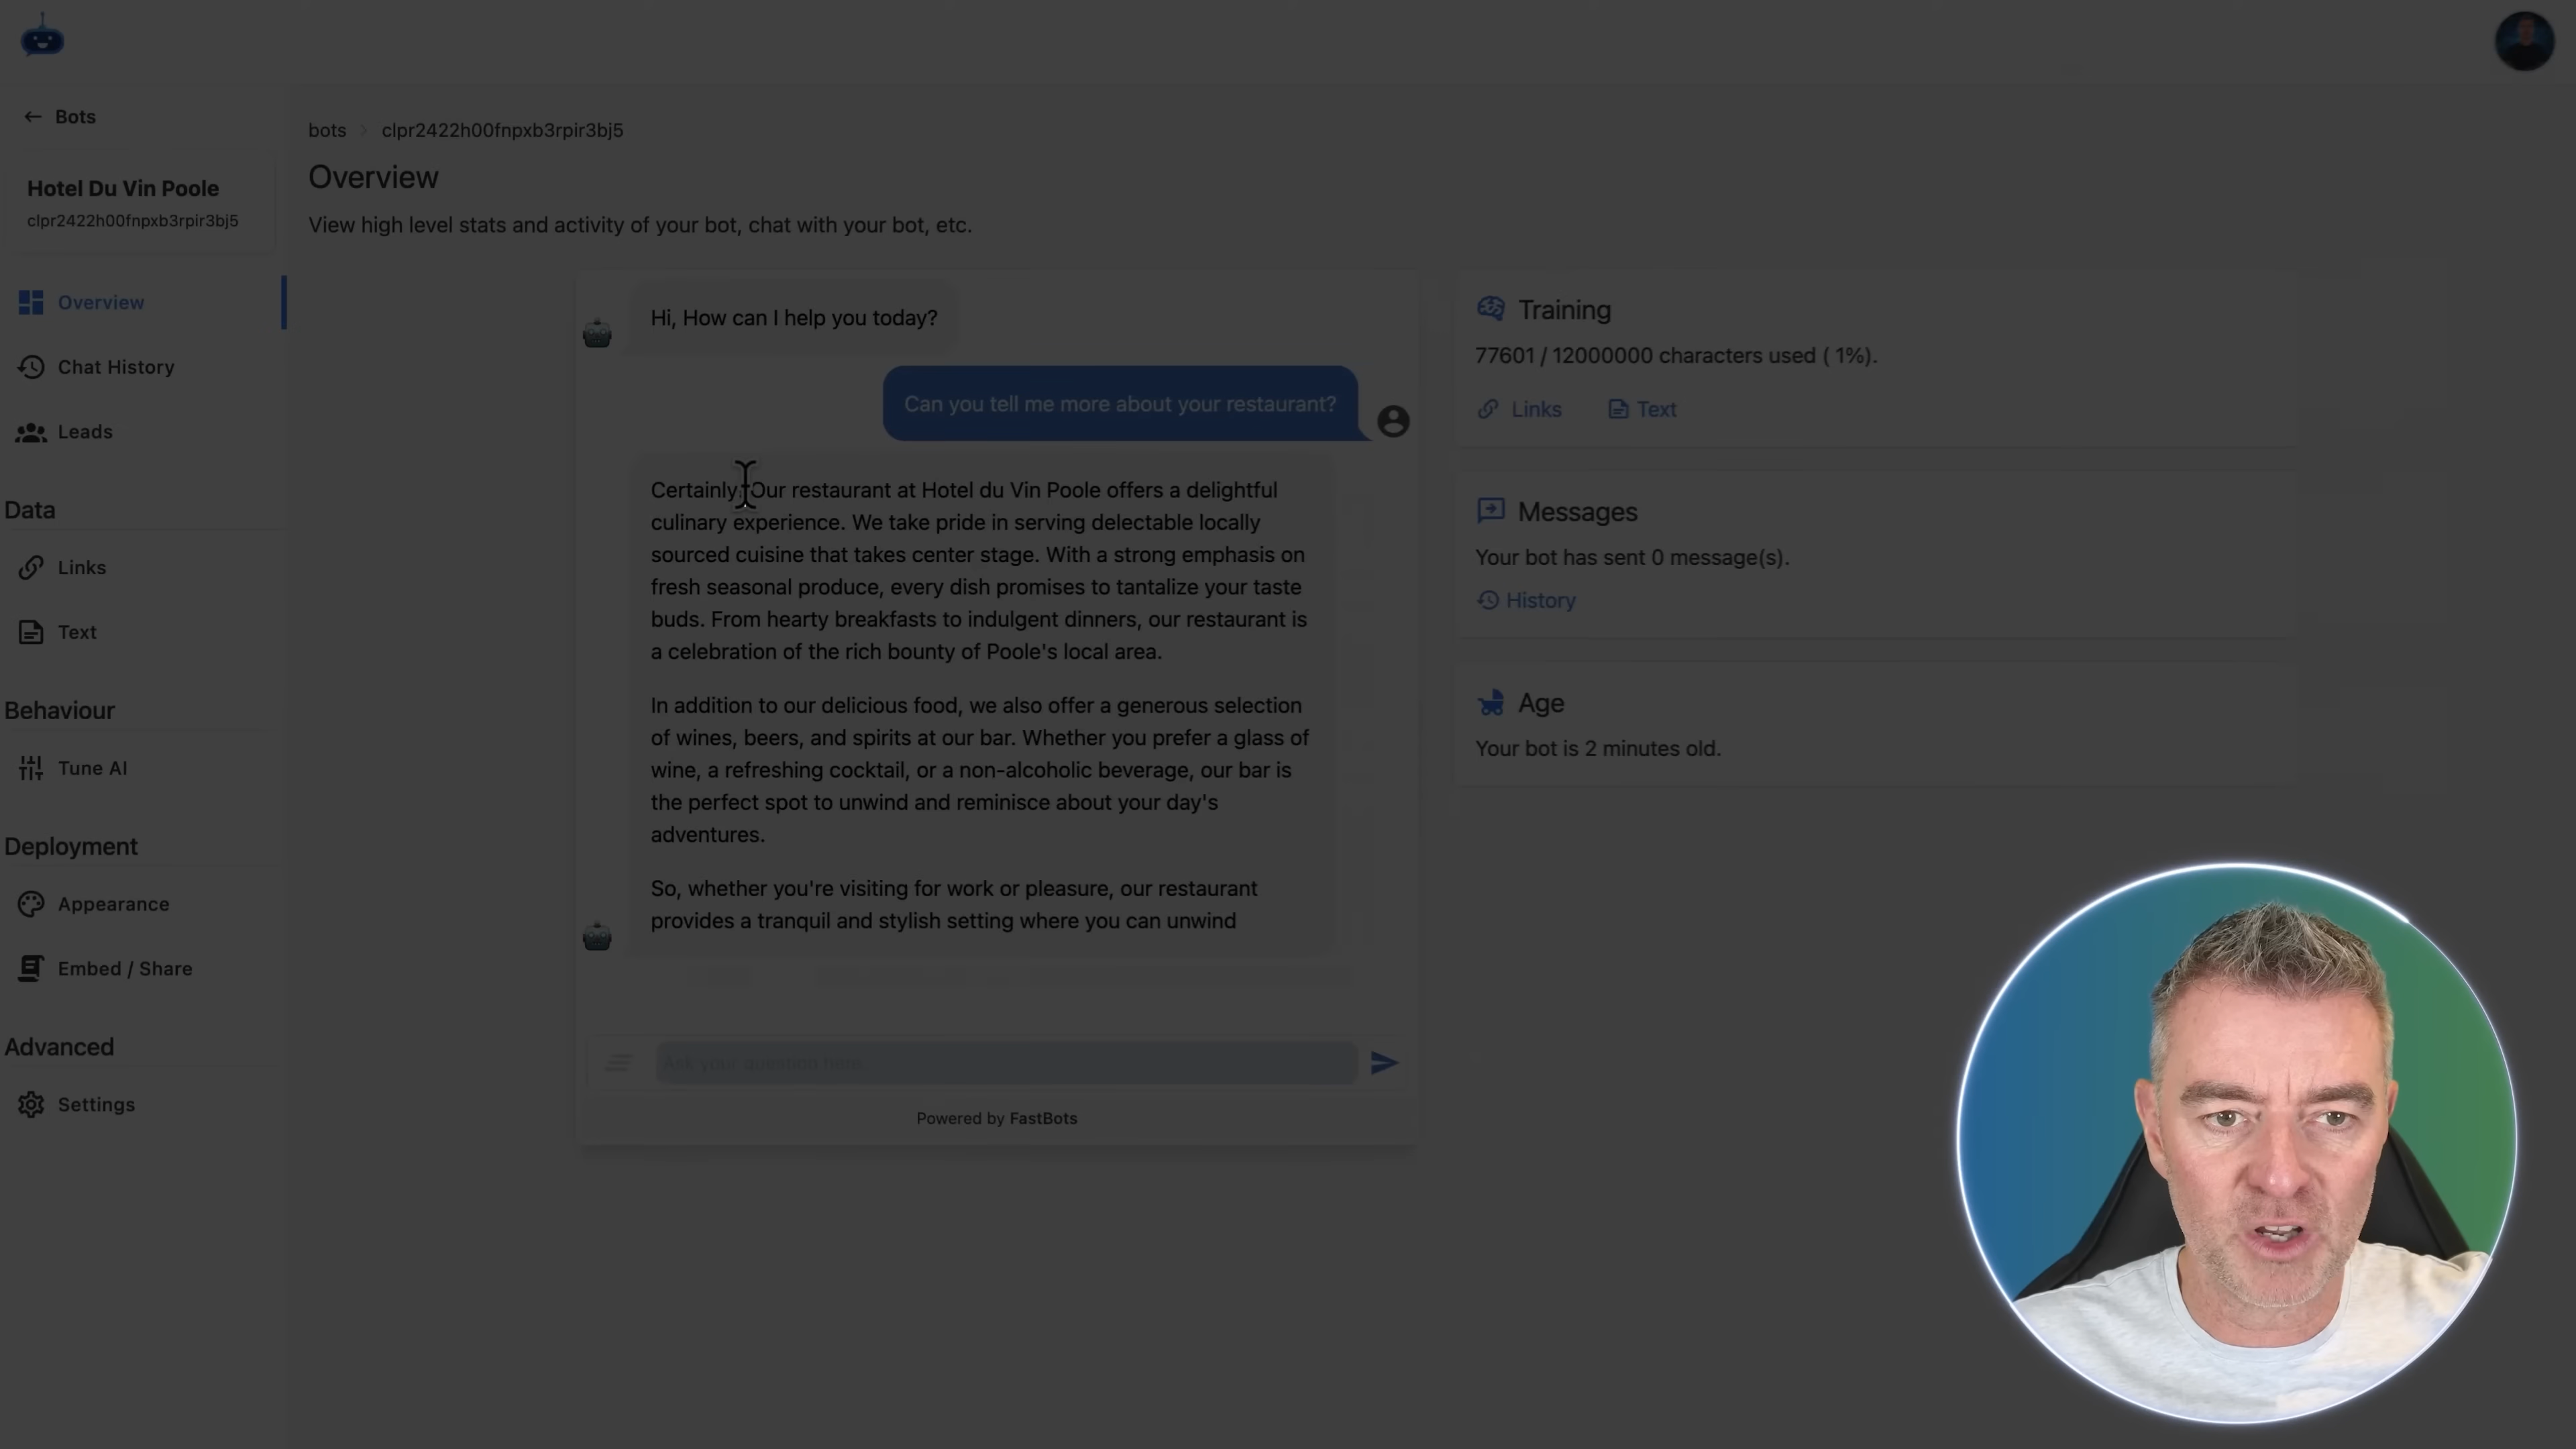 Bots
Hotel Du Vin Poole
clpr2422h00fnpxb3rpir3bj5
Overview
Chat History
Leads
Data
Links
Text
Behaviour
Tune AI
Deployment
Appearance
Embed / Share
Advanced
Settings
bots > clpr2422h00fnpxb3rpir3bj5
Overview
View high level stats and activity of your bot, chat with your bot, etc.
Hi, How can I help you today?
Can you tell me more about your restaurant?
Certainly! Our restaurant at Hotel du Vin Poole offers a delightful
culinary experience. We take pride in serving delectable locally
sourced cuisine that takes center stage. With a strong emphasis on
fresh seasonal produce, every dish promises to tantalize your taste
buds. From hearty breakfasts to indulgent dinners, our restaurant is
a celebration of the rich bounty of Poole's local area.
In addition to our delicious food, we also offer a generous selection
of wines, beers, and spirits at our bar. Whether you prefer a glass of
wine, a refreshing cocktail, or a non-alcoholic beverage, our bar is
the perfect spot to unwind and reminisce about your day's
adventures.
So, whether you're visiting for work or pleasure, our restaurant
provides a tranquil and stylish setting where you can unwind
Ask your question here
Powered by FastBots
Training
77601 / 12000000 characters used ( 1%).
Links
Text
Messages
Your bot has sent 0 message(s).
History
Age
Your bot is 2 minutes old.